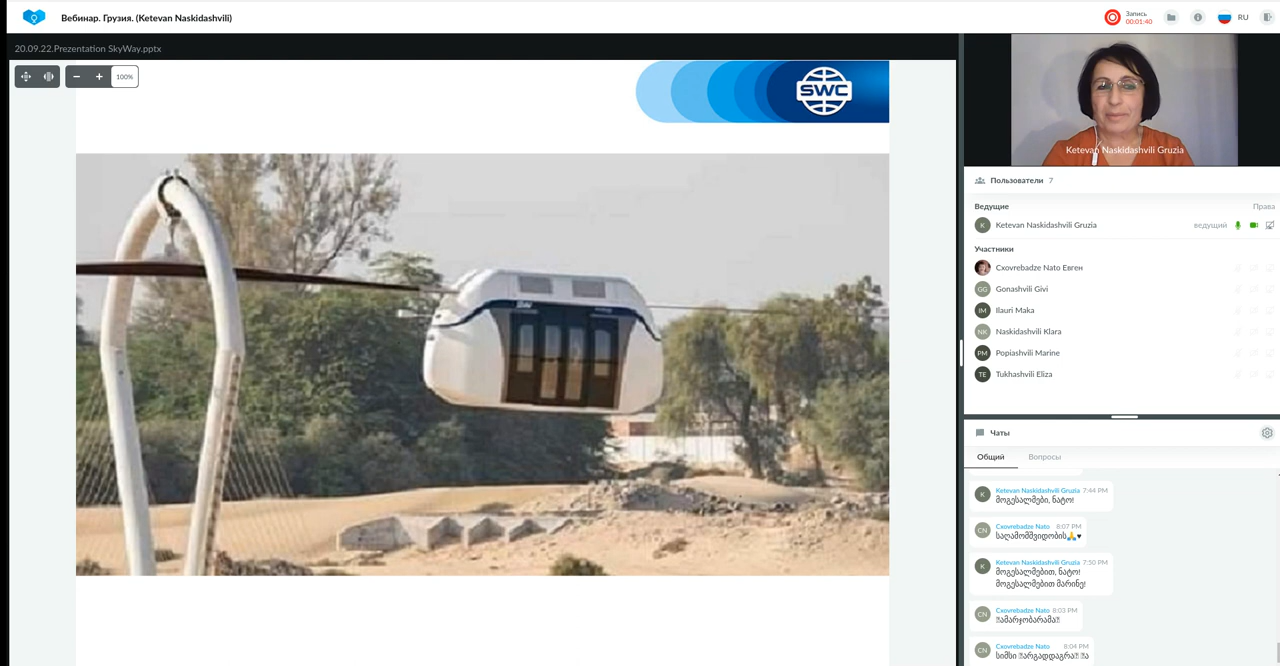 Вебинар. Грузия. (Ketevan Naskidashvili)
Запись
00:01:40
RU
20.09.22.Prezentation SkyWay.pptx
100%
SWC
Ketevan Naskidashvili Gruzia
Пользователи 7
Ведущие Права
K Ketevan Naskidashvili Gruzia ведущий
Участники
Cxovrebadze Nato Евген
GG Gonashvili Givi
IM Ilauri Maka
NK Naskidashvili Klara
PM Popiashvili Marine
TE Tukhashvili Eliza
Чаты
Общий Вопросы
K Ketevan Naskidashvili Gruzia 7:44 PM
მოგესალმები, ნატო!
CN Cxovrebadze Nato 8:07 PM
საღამომშვიდობის🙏♥
K Ketevan Naskidashvili Gruzia 7:50 PM
მოგესალმებით, ნატო!
მოგესალმებით მარინე!
CN Cxovrebadze Nato 8:03 PM
CN Cxovrebadze Nato 8:04 PM